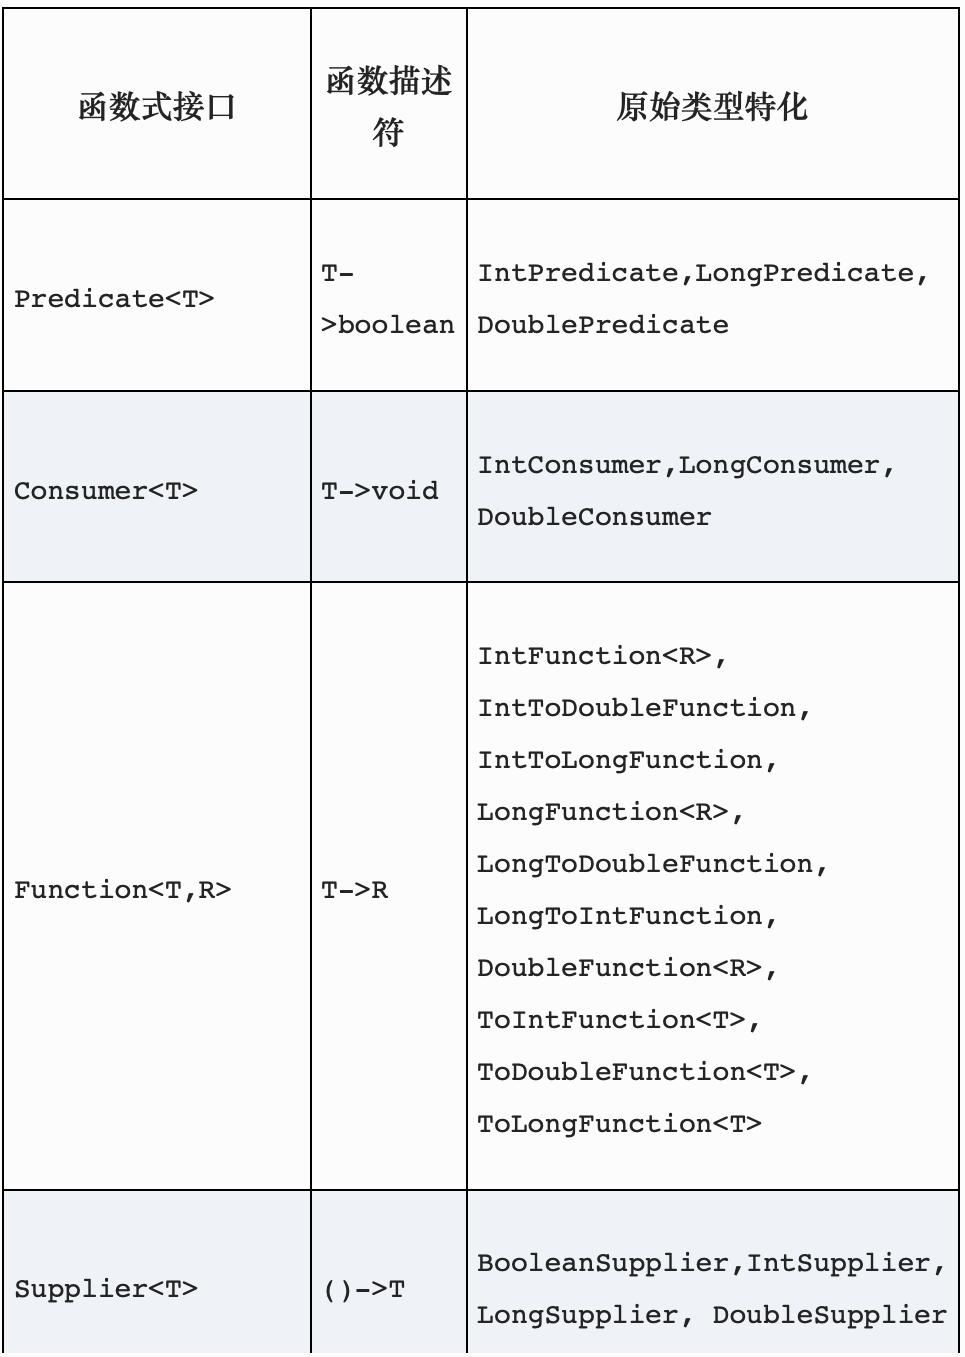 函数式接口
函数描述
符
原始类型特化
Predicate<T>
T-
>boolean
IntPredicate,LongPredicate,
DoublePredicate
Consumer<T>
T->void
IntConsumer,LongConsumer,
DoubleConsumer
Function<T,R>
T->R
IntFunction<R>,
IntToDoubleFunction,
IntToLongFunction,
LongFunction<R>,
LongToDoubleFunction,
LongToIntFunction,
DoubleFunction<R>,
ToIntFunction<T>,
ToDoubleFunction<T>,
ToLongFunction<T>
Supplier<T>
()->T
BooleanSupplier,IntSupplier,
LongSupplier, DoubleSupplier